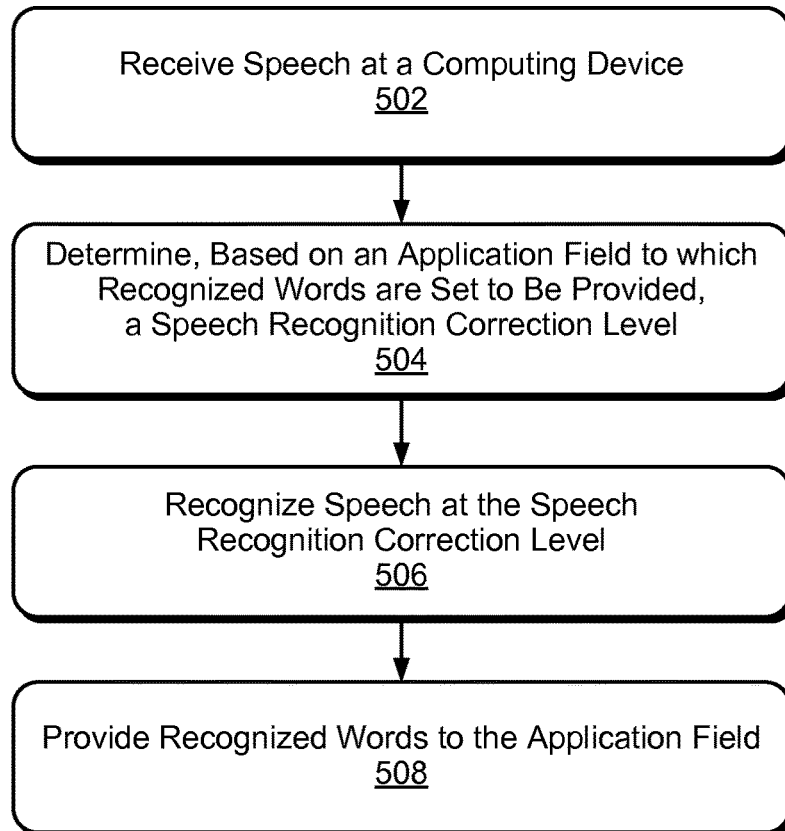 Receive Speech at a Computing Device
502
Determine, Based on an Application Field to which
Recognized Words are Set to Be Provided,
a Speech Recognition Correction Level
504
Recognize Speech at the Speech
Recognition Correction Level
506
Provide Recognized Words to the Application Field
508